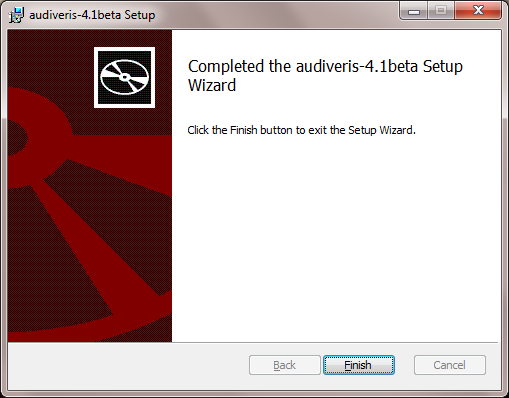 audiveris-4.1beta Setup
Completed the audiveris-4.1beta Setup
Wizard
Click the Finish button to exit the Setup Wizard.
Back Finish Cancel